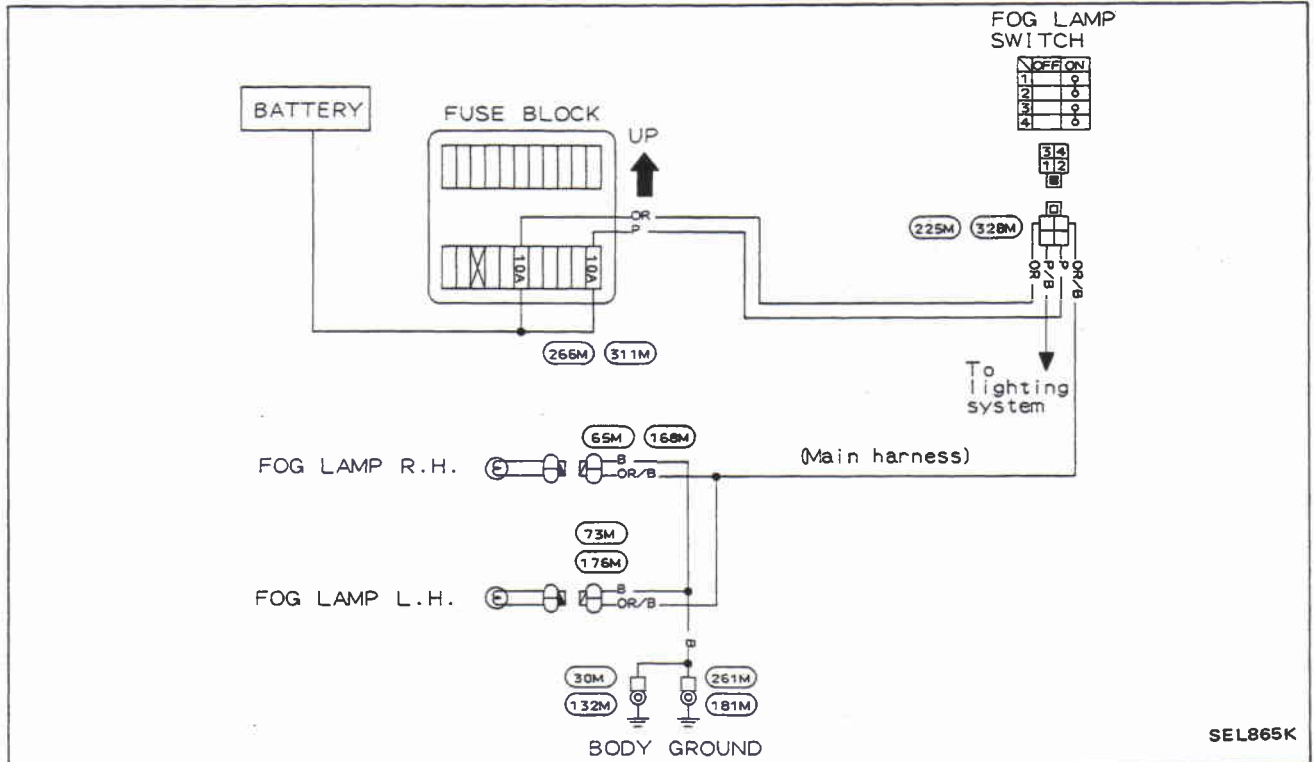 FOG LAMP
SWITCH
OFF ON
1
2
3
4
BATTERY
FUSE BLOCK
UP
3 4
1 2
OR
P
225M 328M
10A 10A
OR P/B P OR/B
266M 311M
To
lighting
system
65M 168M
(Main harness)
FOG LAMP R.H.
B
OR/B
73M
176M
FOG LAMP L.H.
B
OR/B
B
30M 261M
132M 181M
BODY GROUND
SEL865K